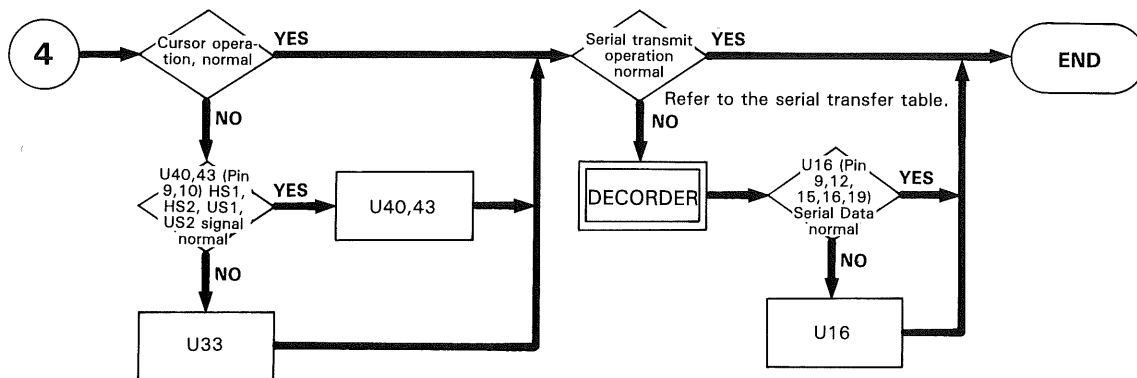 4
Cursor opera-
tion, normal
YES
NO
U40,43 (Pin
9,10) HS1,
HS2, US1,
US2 signal
normal
YES
U40,43
NO
U33
Serial transmit
operation
normal
YES
Refer to the serial transfer table.
NO
DECORDER
U16 (Pin
9,12,
15,16,19)
Serial Data
normal
YES
NO
U16
END